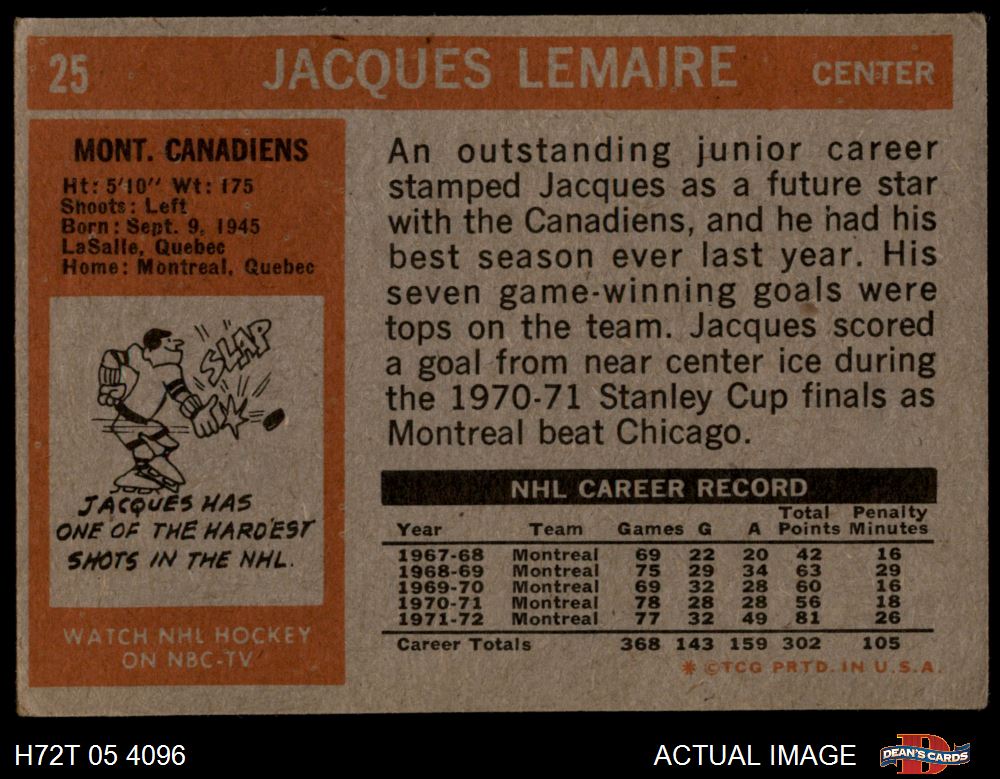 25 JACQUES LEMAIRE CENTER
MONT. CANADIENS
Ht: 5'10" Wt: 175
Shoots: Left
Born: Sept. 9, 1945
LaSalle, Quebec
Home: Montreal, Quebec
SLAP
JACQUES HAS
ONE OF THE HARDEST
SHOTS IN THE NHL.
WATCH NHL HOCKEY
ON NBC-TV
An outstanding junior career
stamped Jacques as a future star
with the Canadiens, and he had his
best season ever last year. His
seven game-winning goals were
tops on the team. Jacques scored
a goal from near center ice during
the 1970-71 Stanley Cup finals as
Montreal beat Chicago.
NHL CAREER RECORD
Year Team Games G A Total Points Penalty Minutes
1967-68 Montreal 69 22 20 42 16
1968-69 Montreal 75 29 34 63 29
1969-70 Montreal 69 32 28 60 16
1970-71 Montreal 78 28 28 56 18
1971-72 Montreal 77 32 49 81 26
Career Totals 368 143 159 302 105
* ©TCG PRTD. IN U.S.A.
H72T 05 4096 ACTUAL IMAGE DEAN'S CARDS